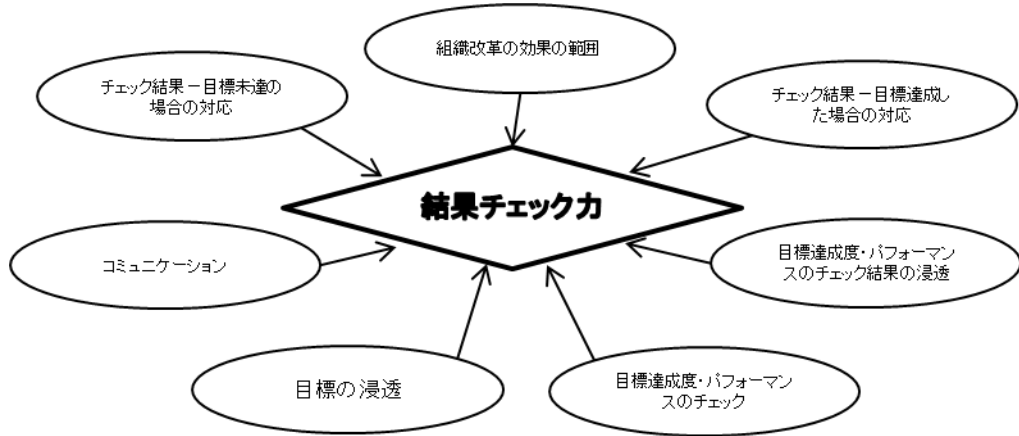 組織改革の効果の範囲
チェック結果－目標未達の
場合の対応
チェック結果－目標達成し
た場合の対応
結果チェック力
コミュニケーション
目標達成度・パフォーマン
スのチェック結果の浸透
目標の浸透
目標達成度・パフォーマン
スのチェック